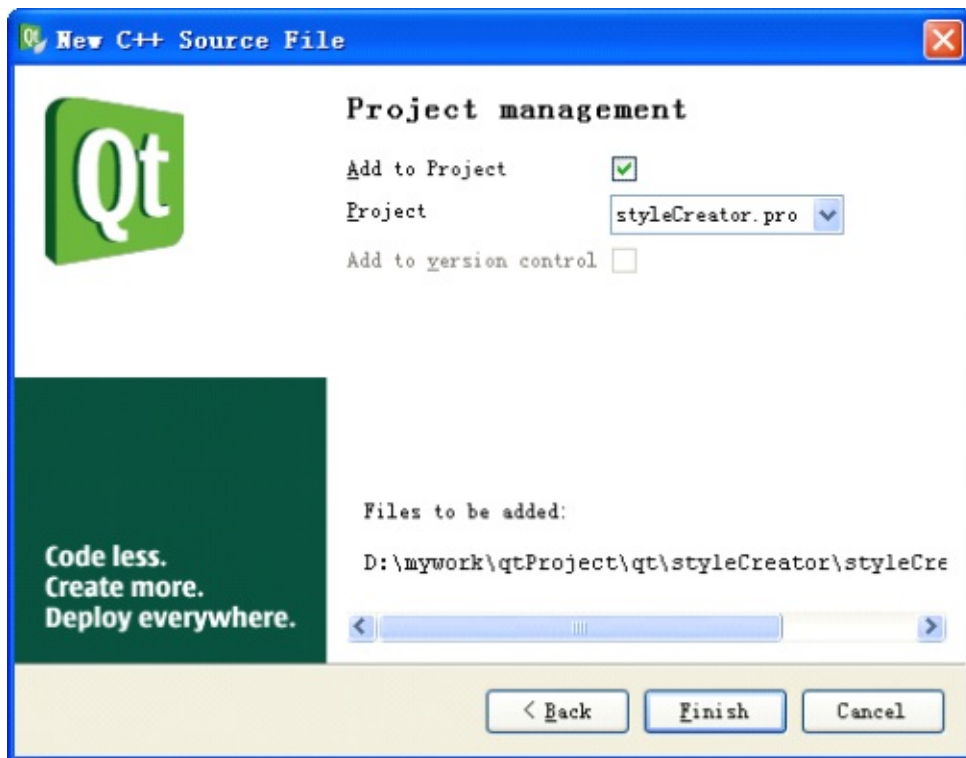 New C++ Source File
Qt
Project management
Add to Project
Project
styleCreator.pro
Add to version control
Code less.
Create more.
Deploy everywhere.
Files to be added:
D:\mywork\qtProject\qt\styleCreator\styleCre
< Back
Finish
Cancel